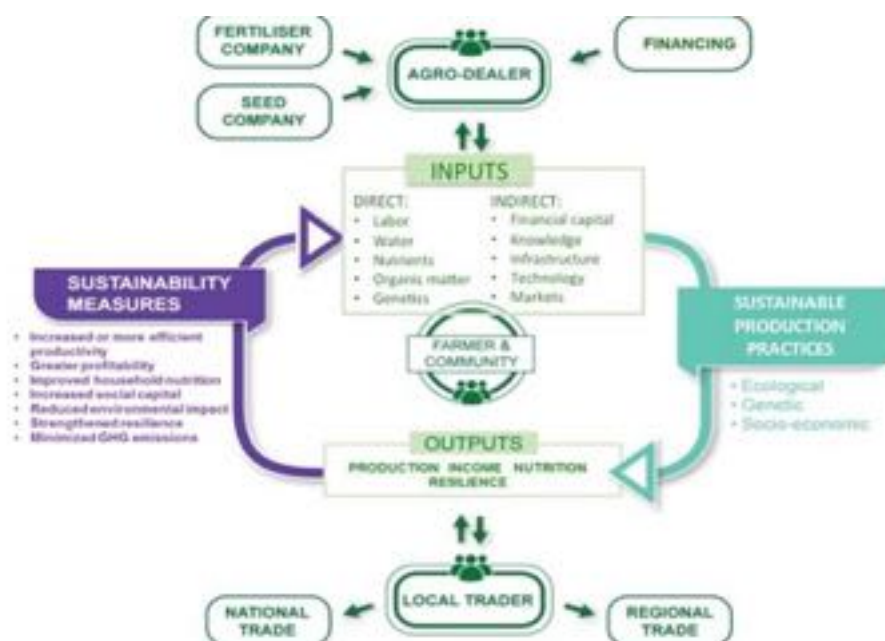 FERTILISER
COMPANY
AGRO-DEALER
FINANCING
SEED
COMPANY
INPUTS
DIRECT:
• Labor
• Water
• Nutrients
• Organic matter
• Genetics
INDIRECT:
• Financial capital
• Knowledge
• Infrastructure
• Technology
• Markets
SUSTAINABILITY
MEASURES
• Increased or more efficient
productivity
• Greater profitability
• Improved household nutrition
• Increased social capital
• Reduced environmental impact
• Strengthened resilience
• Minimized GHG emissions
FARMER &
COMMUNITY
SUSTAINABLE
PRODUCTION
PRACTICES
• Ecological
• Genetic
• Socio-economic
OUTPUTS
PRODUCTION INCOME NUTRITION
RESILIENCE
LOCAL TRADER
NATIONAL
TRADE
REGIONAL
TRADE